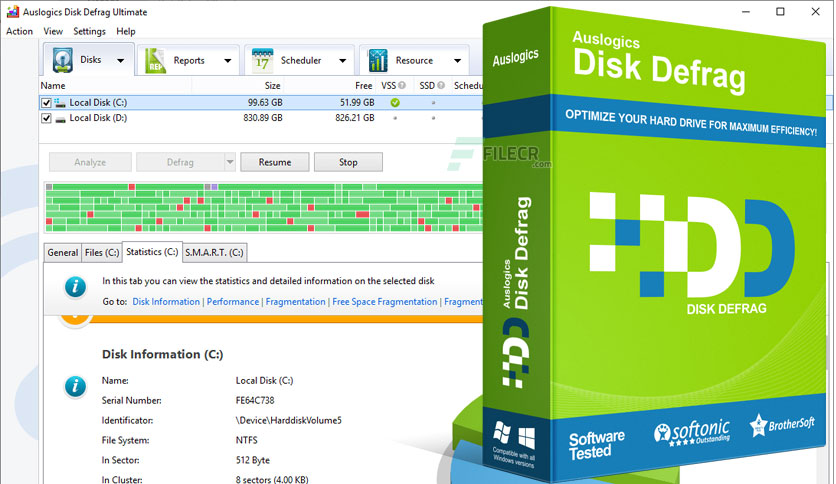 Auslogics Disk Defrag Ultimate
Action View Settings Help
Disks Reports Scheduler Resource
Name Size Free VSS SSD Schedu
Local Disk (C:) 99.63 GB 51.99 GB
Local Disk (D:) 830.89 GB 826.21 GB
Analyze Defrag Resume Stop
FILECR
.com
General Files (C:) Statistics (C:) S.M.A.R.T. (C:)
In this tab you can view the statistics and detailed information on the selected disk
Go to: Disk Information | Performance | Fragmentation | Free Space Fragmentation | Fragment
Disk Information (C:)
Name: Local Disk (C:)
Serial Number: FE64C738
Identificator: \Device\HarddiskVolume5
File System: NTFS
In Sector: 512 Byte
In Cluster: 8 sectors (4.00 KB)
Auslogics
Auslogics
Disk Defrag
Compatible with all
Windows versions
Auslogics
Disk Defrag
OPTIMIZE YOUR HARD DRIVE FOR MAXIMUM EFFICIENCY!
DD
DISK DEFRAG
Software
Tested
softonic
Outstanding
BrotherSoft